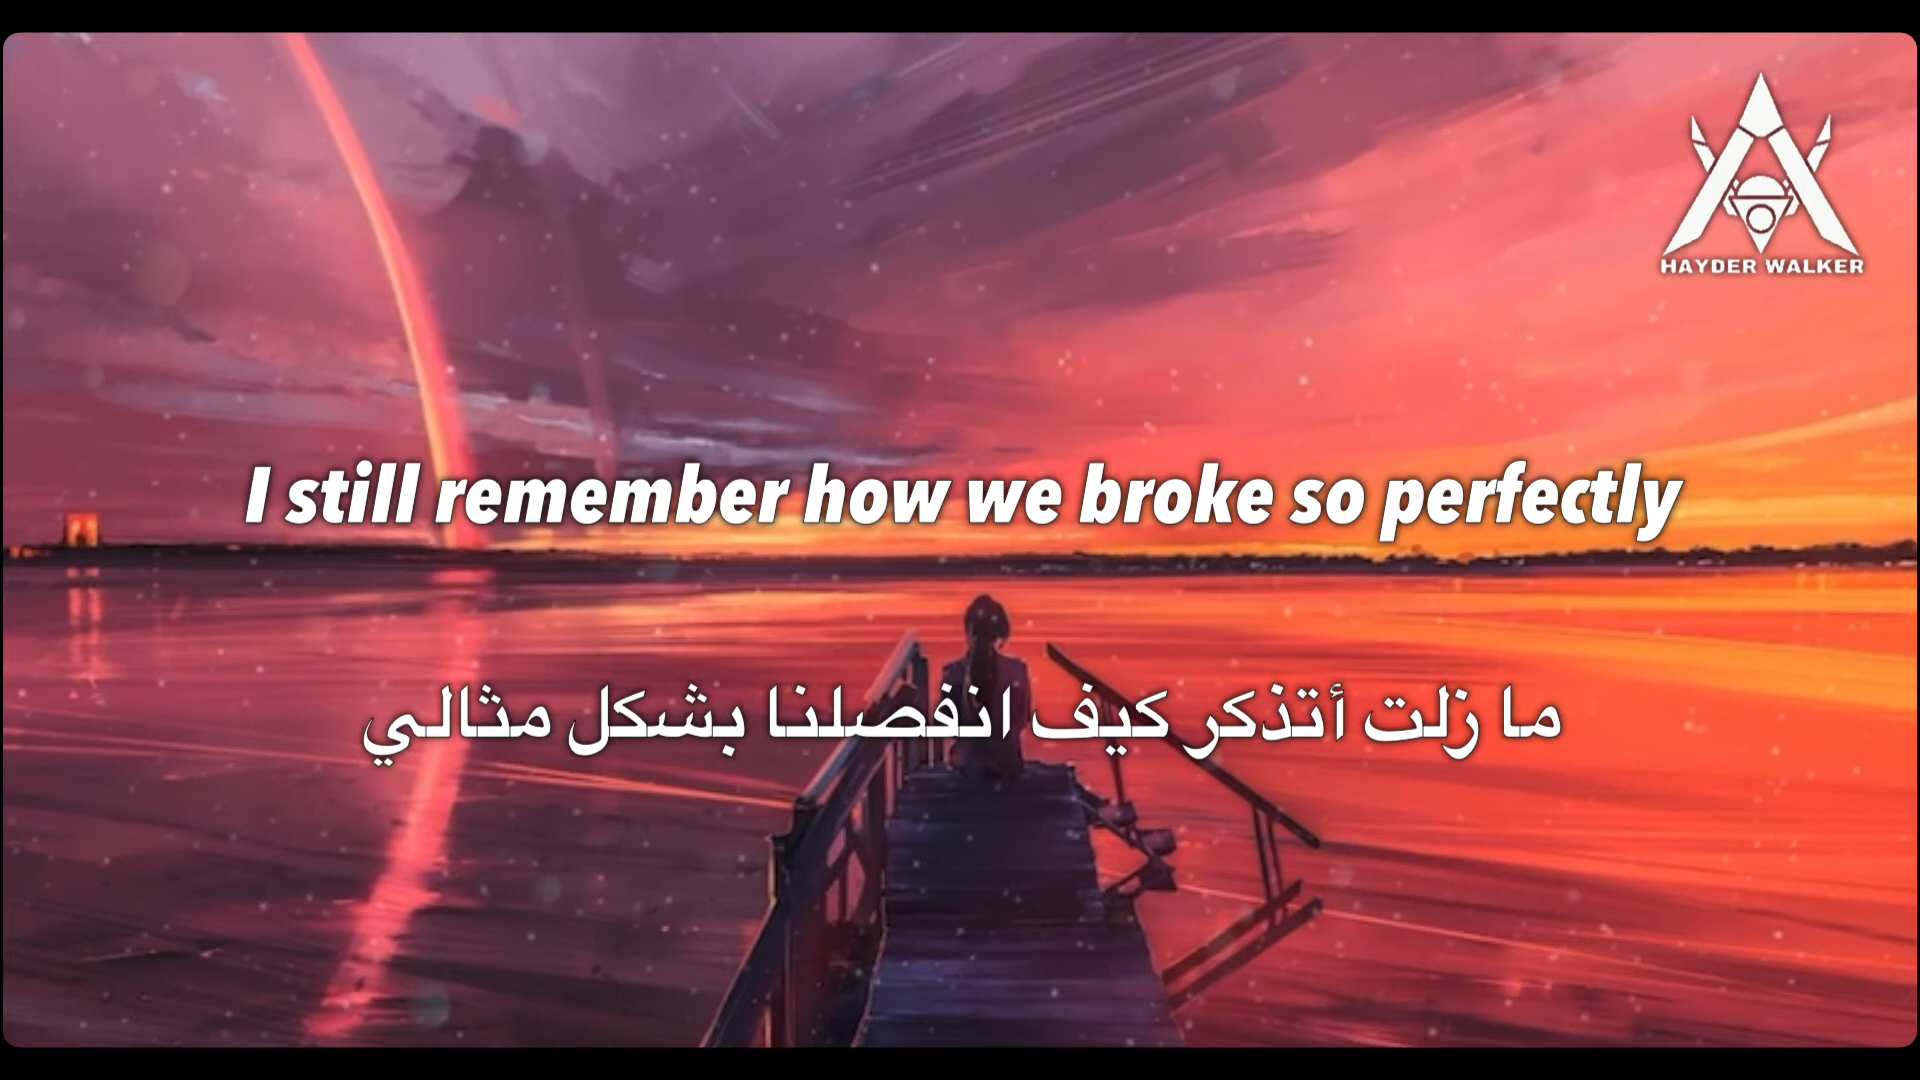 HAYDER WALKER
I still remember how we broke so perfectly
ما زلت أتذكر كيف انفصلنا بشكل مثالي